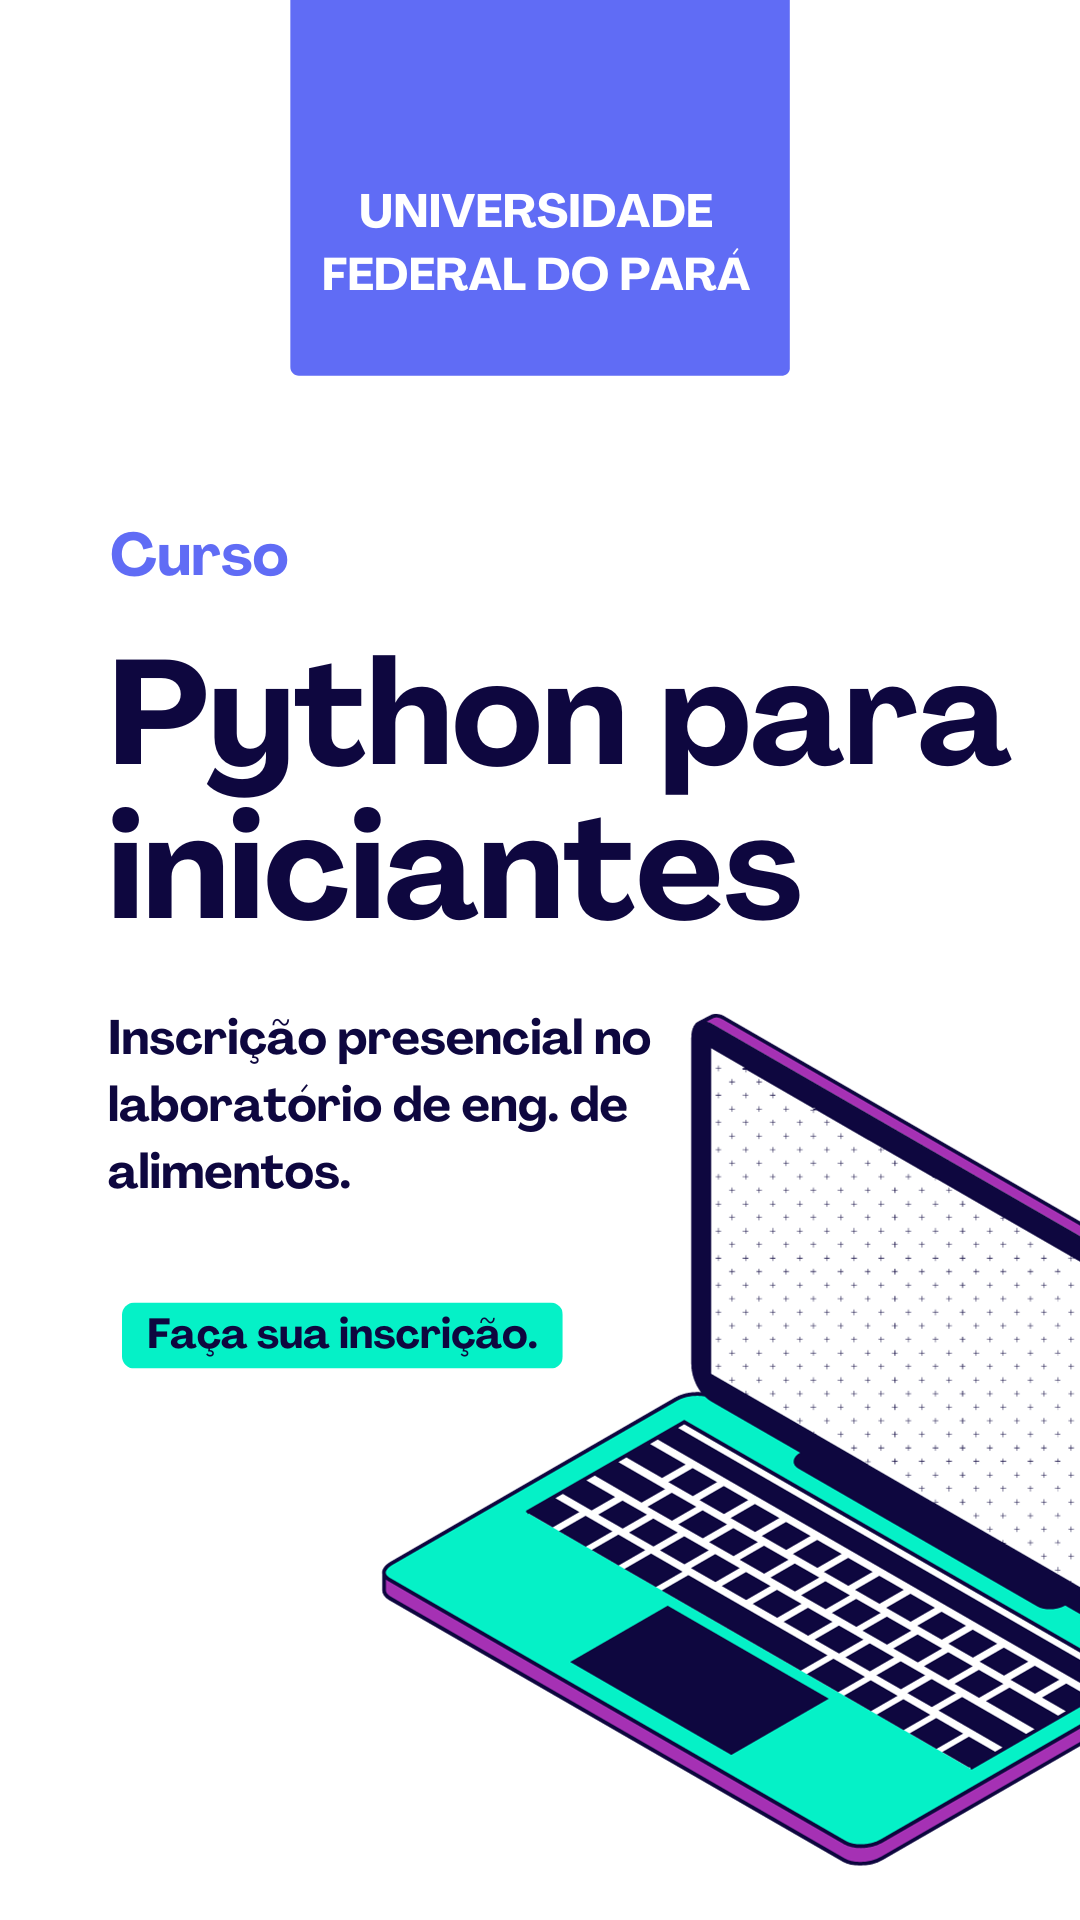 UNIVERSIDADE
FEDERAL DO PARÁ
Curso
Python para
iniciantes
Inscrição presencial no
laboratório de eng. de
alimentos.
Faça sua inscrição.